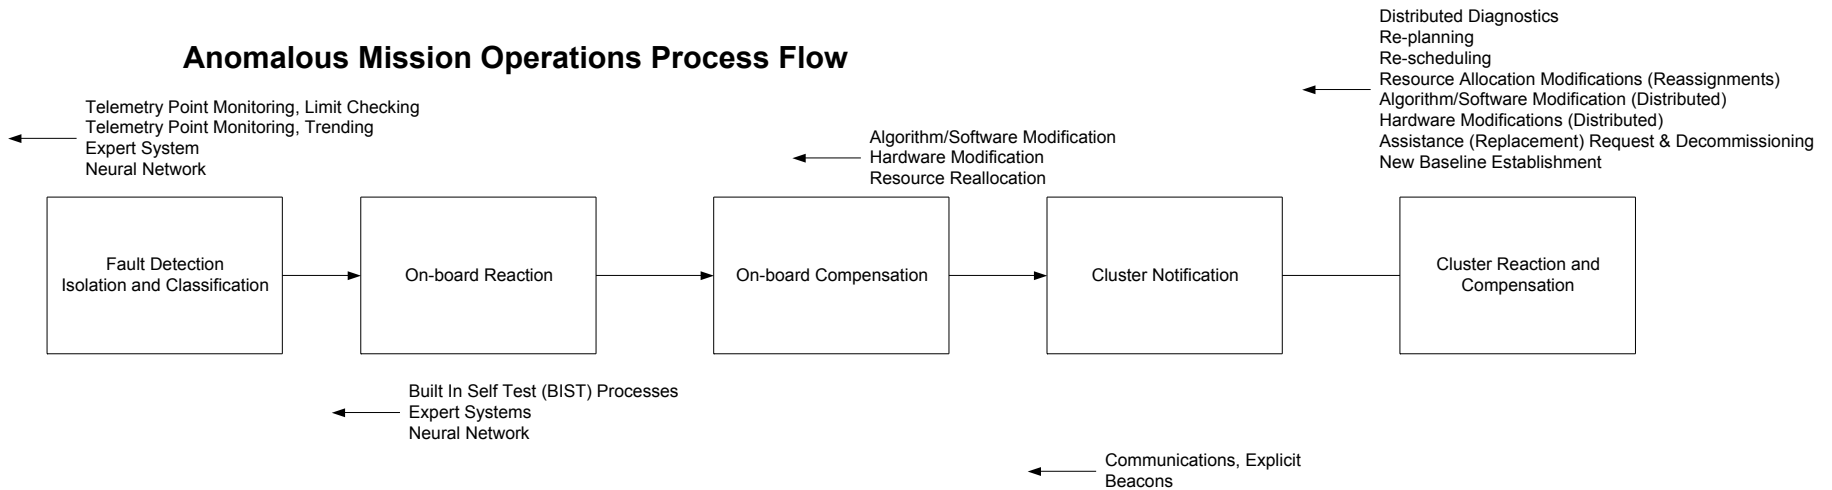 Anomalous Mission Operations Process Flow
Telemetry Point Monitoring, Limit Checking
Telemetry Point Monitoring, Trending
Expert System
Neural Network
Algorithm/Software Modification
Hardware Modification
Resource Reallocation
Distributed Diagnostics
Re-planning
Re-scheduling
Resource Allocation Modifications (Reassignments)
Algorithm/Software Modification (Distributed)
Hardware Modifications (Distributed)
Assistance (Replacement) Request & Decommissioning
New Baseline Establishment
Fault Detection
Isolation and Classification
On-board Reaction
On-board Compensation
Cluster Notification
Cluster Reaction and
Compensation
Built In Self Test (BIST) Processes
Expert Systems
Neural Network
Communications, Explicit
Beacons